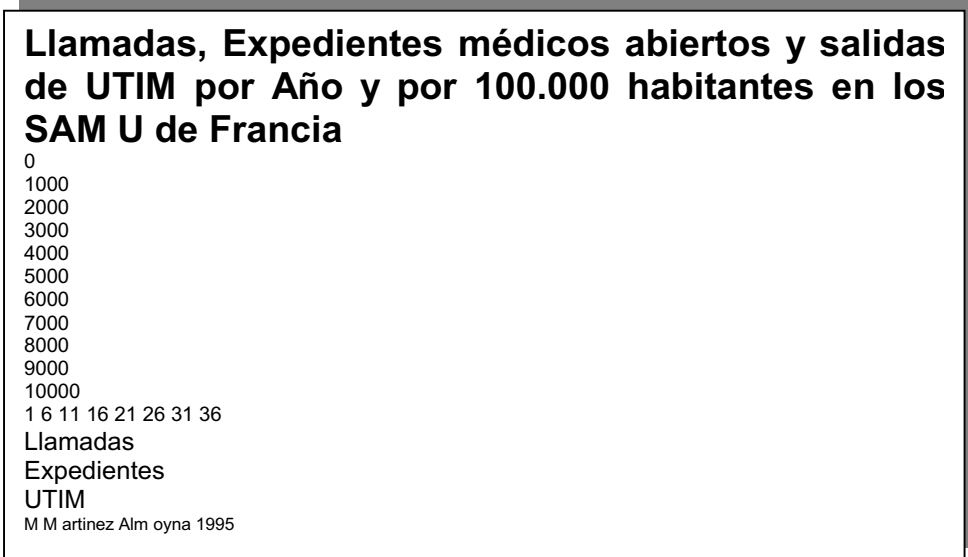 Llamadas, Expedientes médicos abiertos y salidas
de UTIM por Año y por 100.000 habitantes en los
SAM U de Francia
0
1000
2000
3000
4000
5000
6000
7000
8000
9000
10000
1 6 11 16 21 26 31 36
Llamadas
Expedientes
UTIM
M M artinez Alm oyna 1995